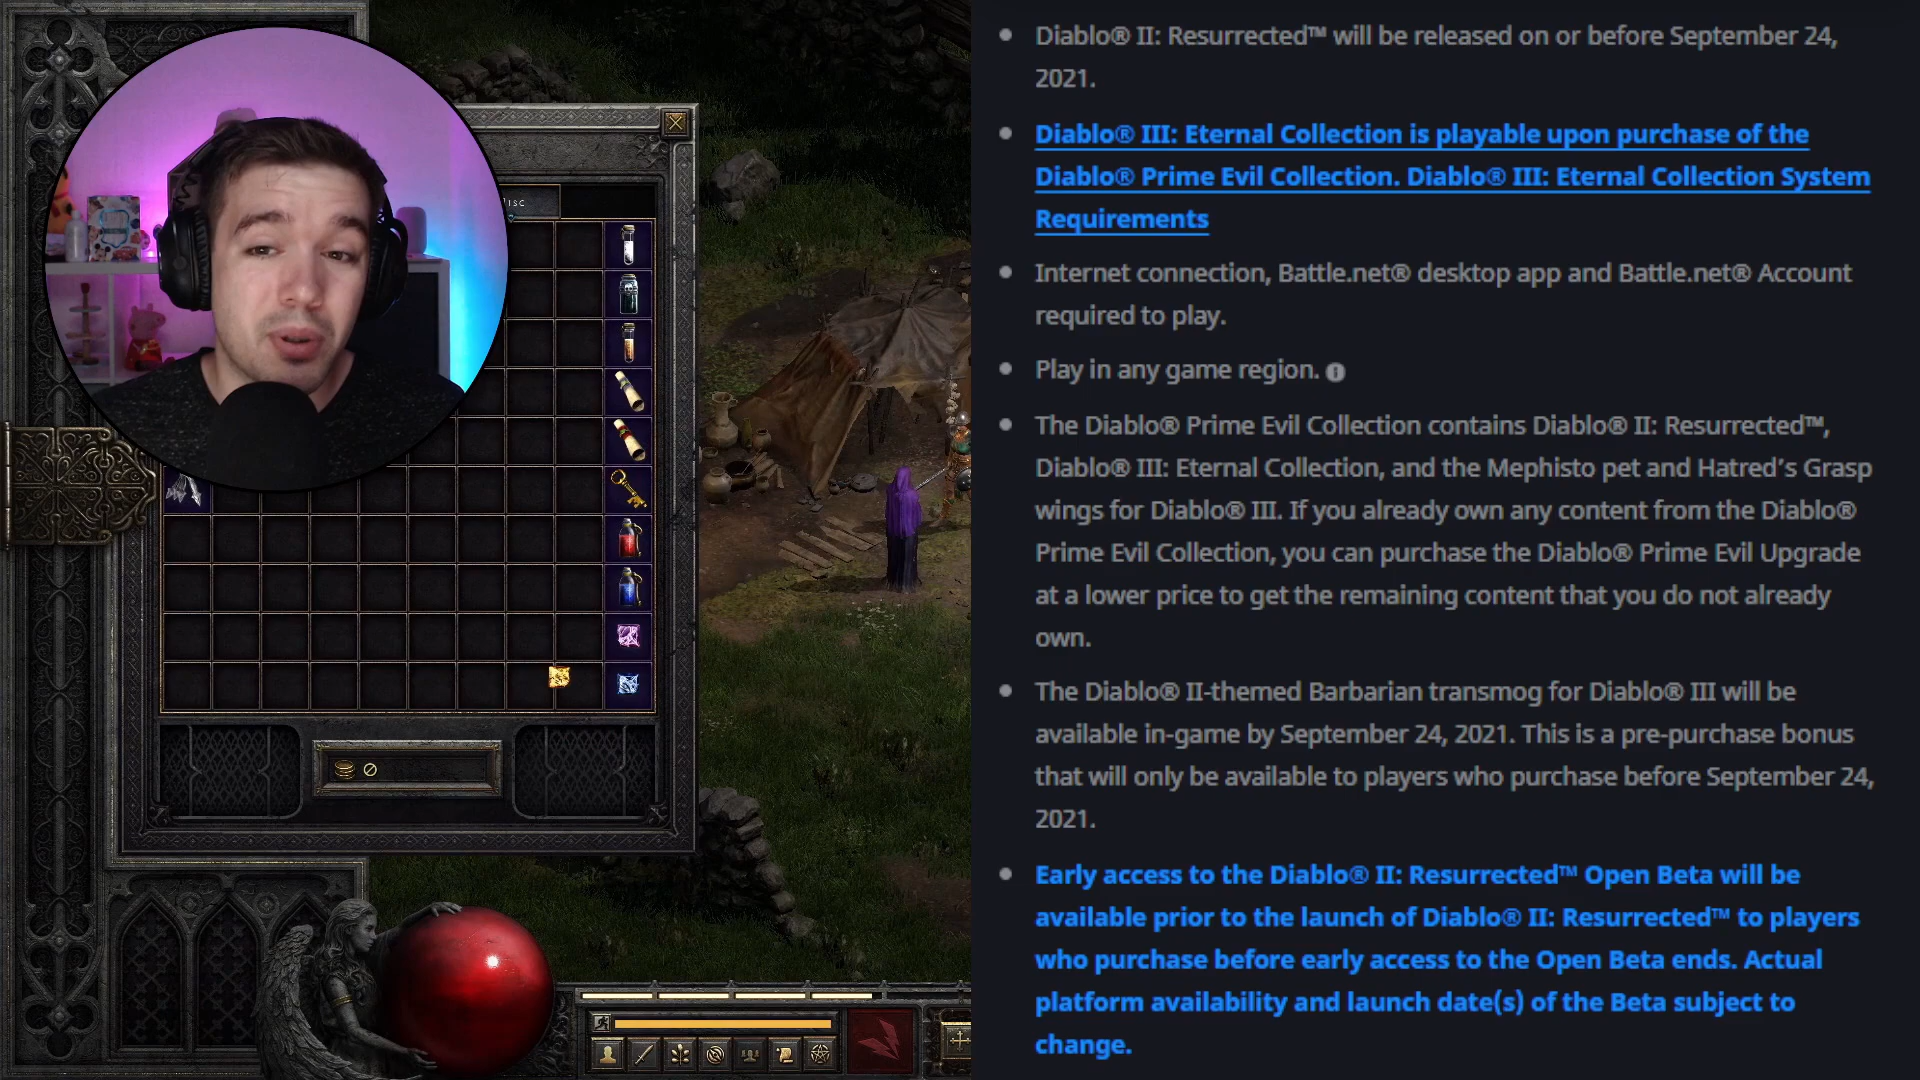 Diablo® II: Resurrected™ will be released on or before September 24,
2021.
Diablo® III: Eternal Collection is playable upon purchase of the
Diablo® Prime Evil Collection. Diablo® III: Eternal Collection System
Requirements
Internet connection, Battle.net® desktop app and Battle.net® Account
required to play.
Play in any game region.
The Diablo® Prime Evil Collection contains Diablo® II: Resurrected™,
Diablo® III: Eternal Collection, and the Mephisto pet and Hatred’s Grasp
wings for Diablo® III. If you already own any content from the Diablo®
Prime Evil Collection, you can purchase the Diablo® Prime Evil Upgrade
at a lower price to get the remaining content that you do not already
own.
The Diablo® II-themed Barbarian transmog for Diablo® III will be
available in-game by September 24, 2021. This is a pre-purchase bonus
that will only be available to players who purchase before September 24,
2021.
Early access to the Diablo® II: Resurrected™ Open Beta will be
available prior to the launch of Diablo® II: Resurrected™ to players
who purchase before early access to the Open Beta ends. Actual
platform availability and launch date(s) of the Beta subject to
change.